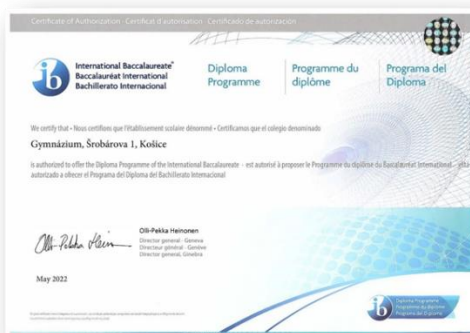 Certificate of Authorization · Certificat d'autorisation · Certificado de autorización
International Baccalaureate®
Baccalauréat International
Bachillerato Internacional
Diploma
Programme
Programme du
diplôme
Programa del
Diploma
We certify that • Nous certifions que l'établissement scolaire dénommé • Certificamos que el colegio denominado
Gymnázium, Šrobárova 1, Košice
is authorized to offer the Diploma Programme of the International Baccalaureate · est autorisé à proposer le Programme du diplôme du Baccalauréat International
autorizado a ofrecer el Programa del Diploma del Bachillerato Internacional
Olli-Pekka Heinonen
Director general - Geneva
Directeur général - Genève
Director general, Ginebra
May 2022
Diploma Programme
Programme du diplôme
Programa del Diploma